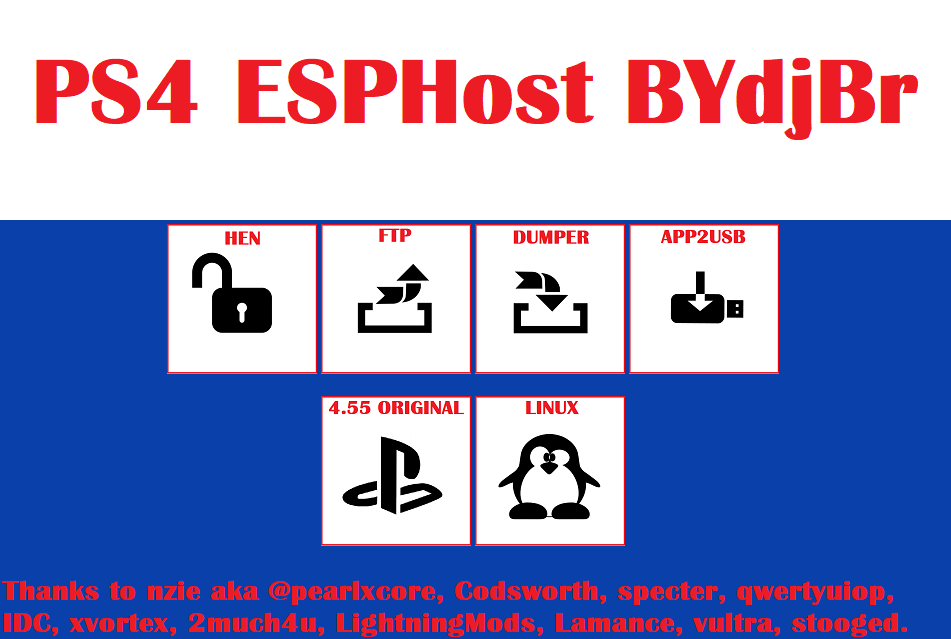 PS4 ESPHost BYdjBr
HEN
FTP
DUMPER
APP2USB
4.55 ORIGINAL
LINUX
Thanks to nzie aka @pearlxcore, Codsworth, specter, qwertyuiop,
IDC, xvortex, 2much4u, LightningMods, Lamance, vultra, stooged.